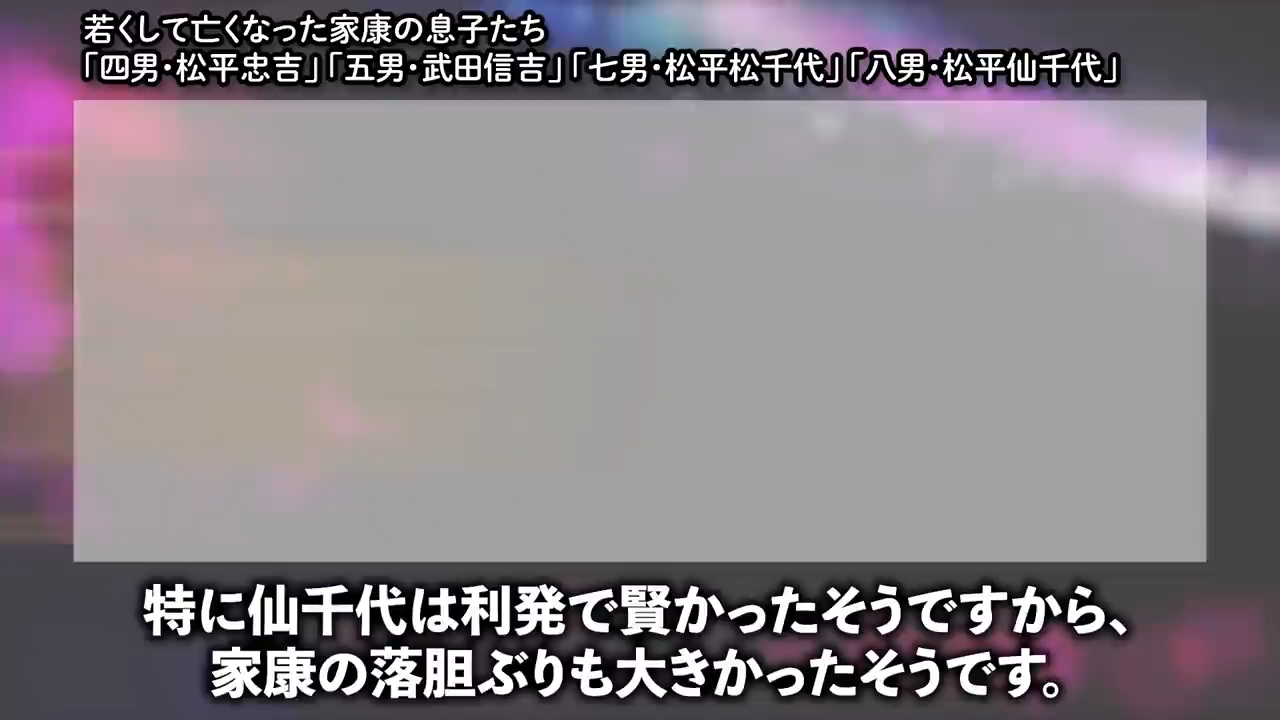 若くして亡くなった家康の息子たち
「四男・松平忠吉」「五男・武田信吉」「七男・松平松千代」「八男・松平仙千代」
特に仙千代は利発で賢かったそうですから、
家康の落胆ぶりも大きかったそうです。